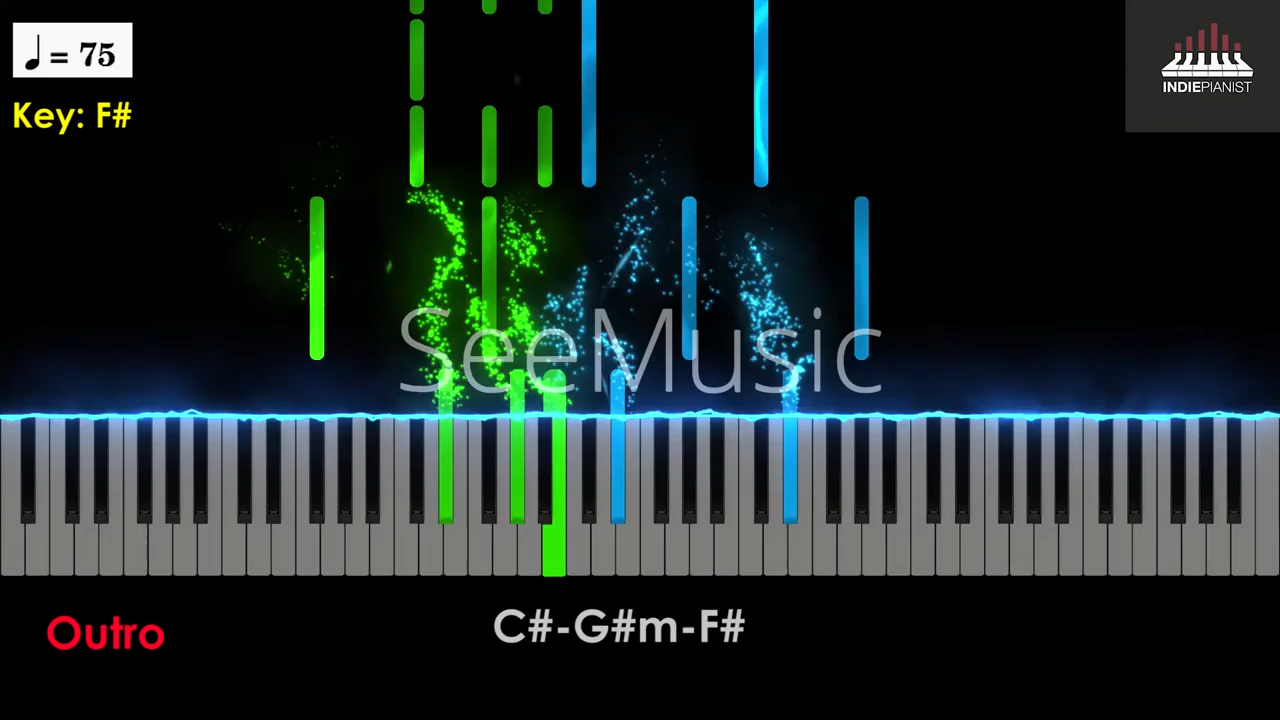 ♩ = 75
Key: F#
INDIEPIANIST
SeeMusic
Outro
C#-G#m-F#